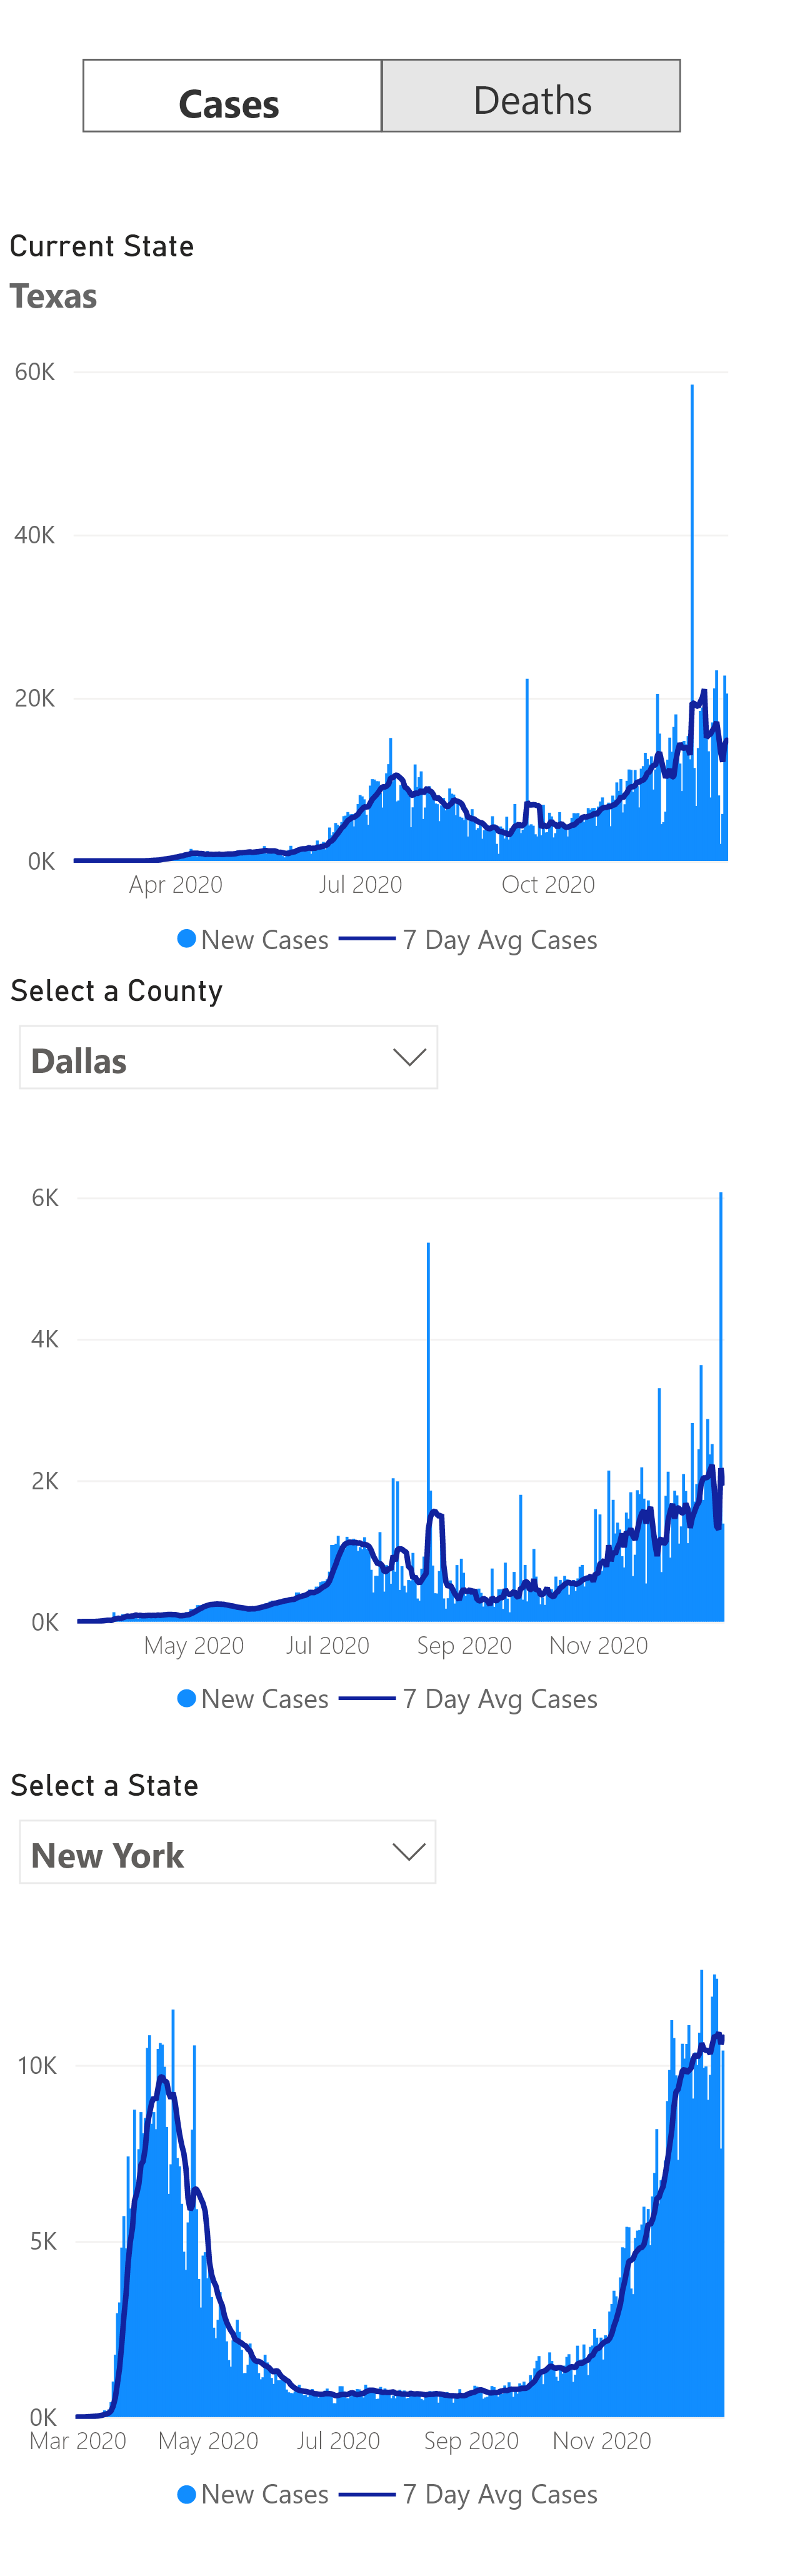 Cases Deaths
Current State
Texas
60K
40K
20K
0K
Apr 2020 Jul 2020 Oct 2020
New Cases 7 Day Avg Cases
Select a County
Dallas
6K
4K
2K
0K
May 2020 Jul 2020 Sep 2020 Nov 2020
New Cases 7 Day Avg Cases
Select a State
New York
10K
5K
0K
Mar 2020 May 2020 Jul 2020 Sep 2020 Nov 2020
New Cases 7 Day Avg Cases